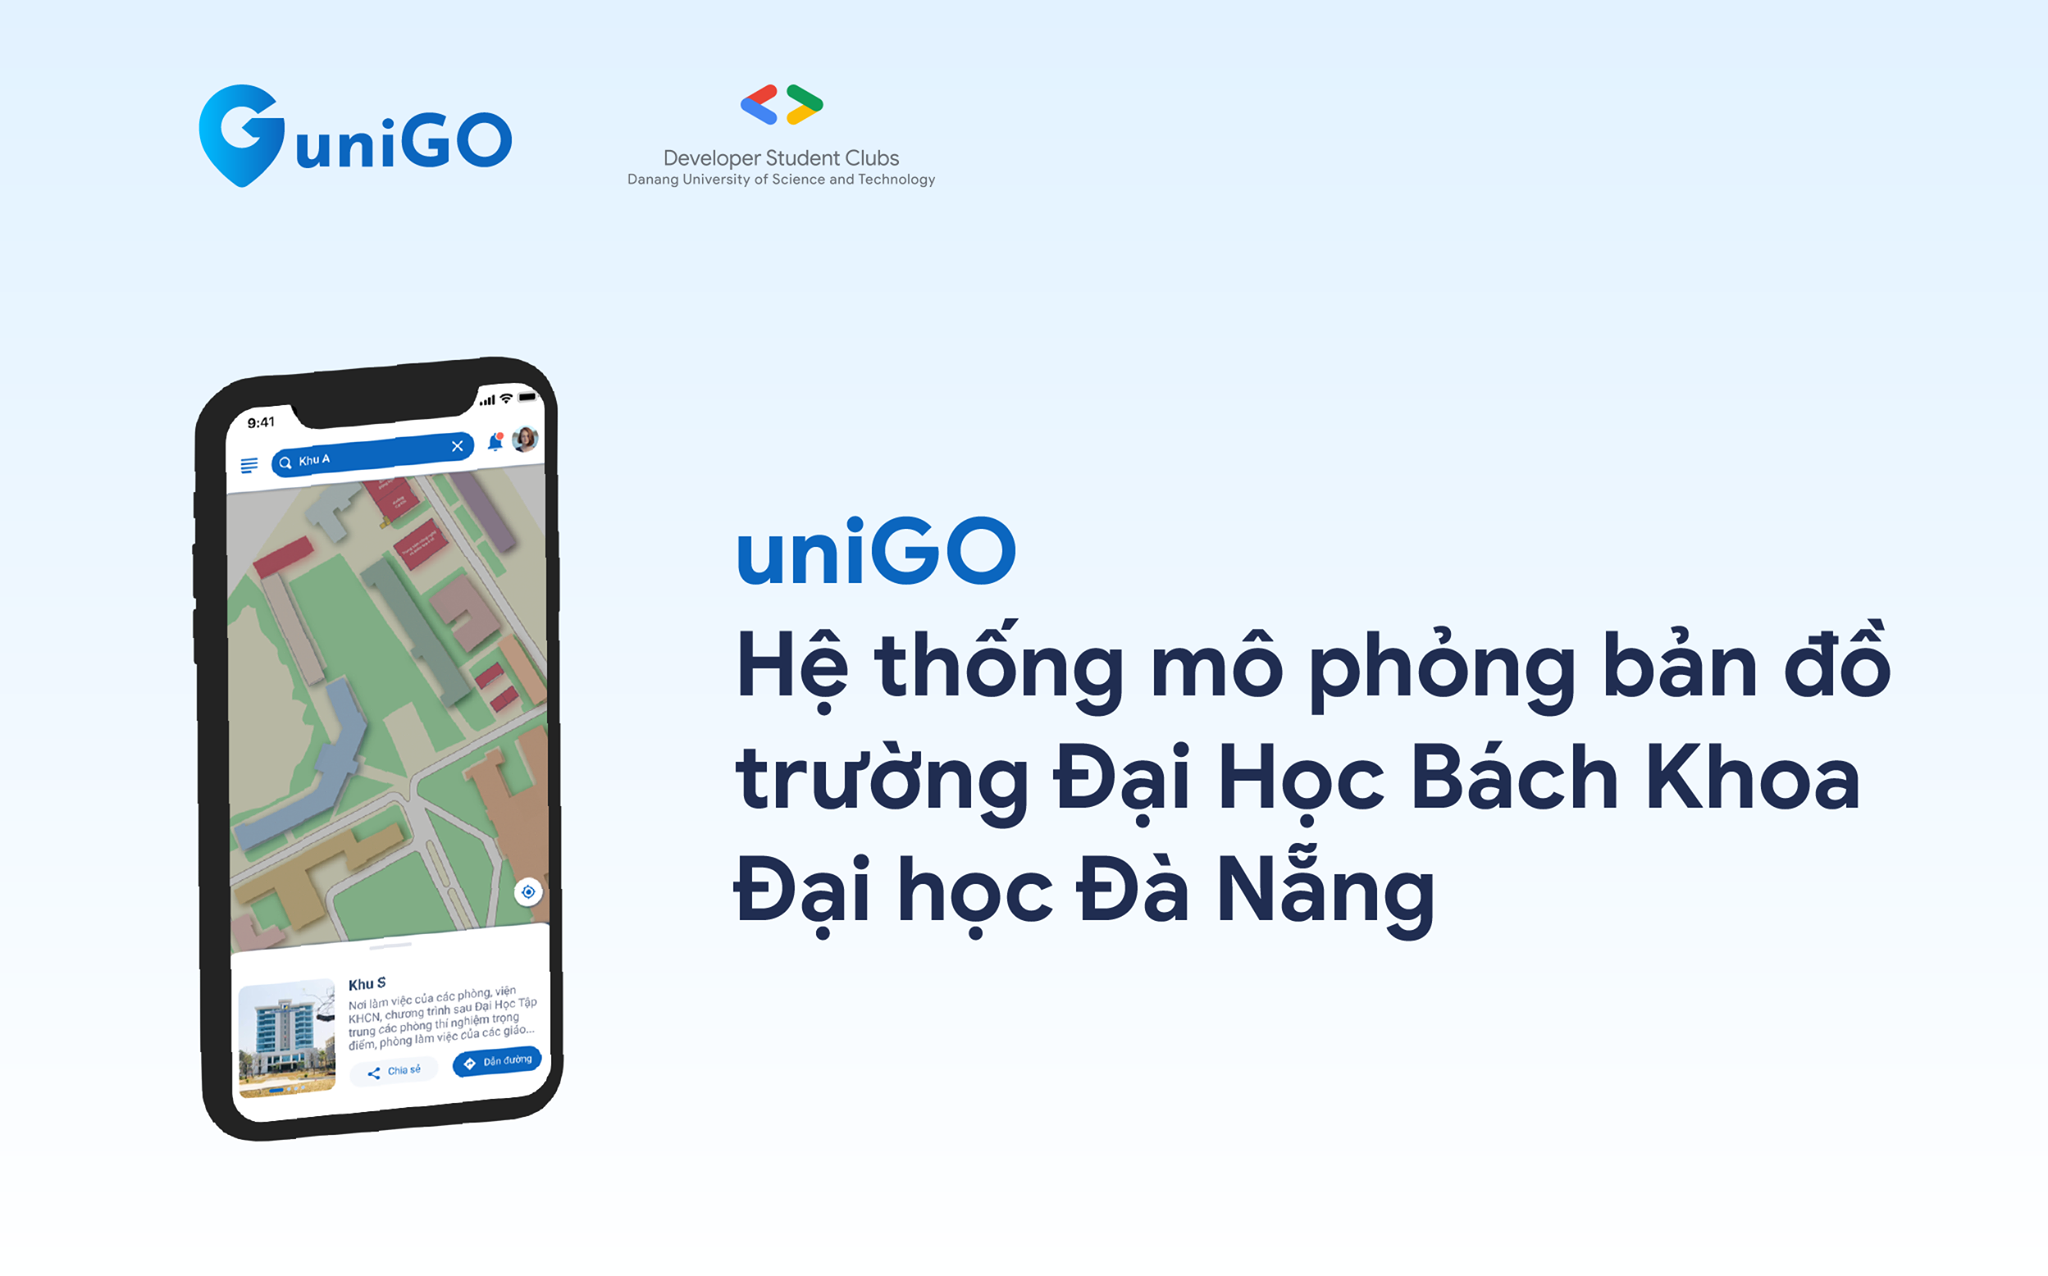 uniGO
Developer Student Clubs
Danang University of Science and Technology
9:41
Khu A
uniGO
Hệ thống mô phỏng bản đồ
trường Đại Học Bách Khoa
Đại học Đà Nẵng
Khu S
Nơi làm việc của các phòng, viện
KHCN, chương trình sau Đại Học Tập
trung các phòng thí nghiệm trọng
điểm, phòng làm việc của các giáo...
Chia sẻ
Dẫn đường